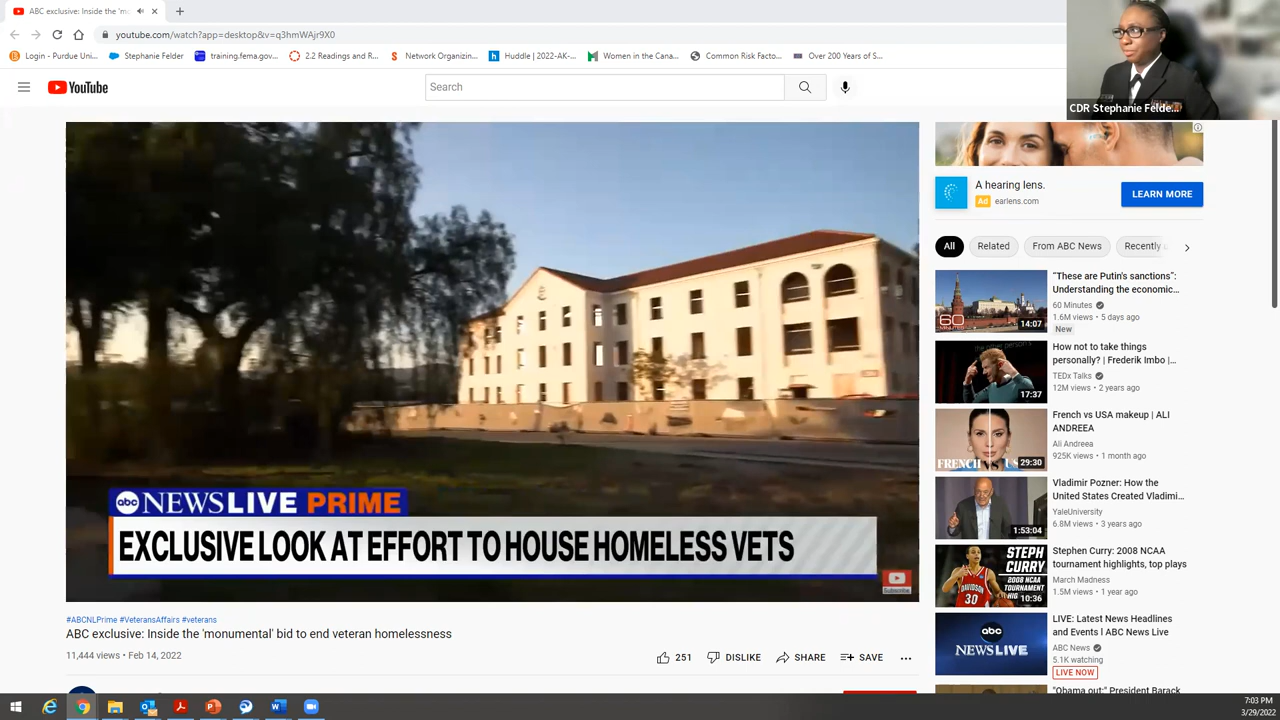 ABC exclusive: Inside the 'mo
youtube.com/watch?app=desktop&v=q3hmWAjr9X0
Login - Purdue Uni...
Stephanie Felder
training.fema.gov...
2.2 Readings and R...
Network Organizin...
Huddle | 2022-AK-...
Women in the Cana...
Common Risk Facto...
Over 200 Years of S...
CDR Stephanie Felde...
YouTube
Search
abc NEWS LIVE PRIME
EXCLUSIVE LOOK AT EFFORT TO HOUSE HOMELESS VETS
Subscribe
#ABCNLPrime #VeteransAffairs #veterans
ABC exclusive: Inside the 'monumental' bid to end veteran homelessness
11,444 views • Feb 14, 2022
251
DISLIKE
SHARE
SAVE
A hearing lens.
Ad earlens.com
LEARN MORE
All
Related
From ABC News
Recently
60
14:07
"These are Putin's sanctions":
Understanding the economic...
60 Minutes
1.6M views • 5 days ago
New
17:37
How not to take things
personally? | Frederik Imbo |...
TEDx Talks
12M views • 2 years ago
FRENCH US
29:30
French vs USA makeup | ALI
ANDREEA
Ali Andreea
925K views • 1 month ago
1:53:04
Vladimir Pozner: How the
United States Created Vladimi...
YaleUniversity
6.8M views • 3 years ago
STEPH
CURRY
2008 NCAA
TOURNAMENT
HIG
DAVIDSON
30
10:36
Stephen Curry: 2008 NCAA
tournament highlights, top plays
March Madness
1.5M views • 1 year ago
abc
NEWS LIVE
LIVE: Latest News Headlines
and Events l ABC News Live
ABC News
5.1K watching
LIVE NOW
"Obama out:" President Barack
7:03 PM
3/29/2022